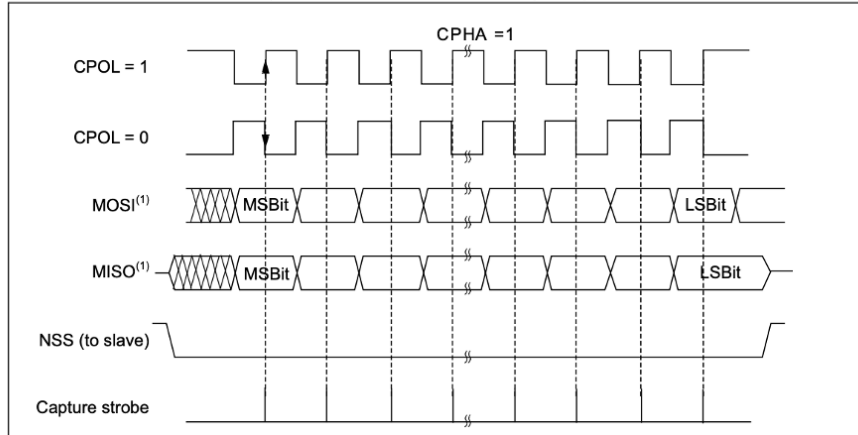 CPHA =1
CPOL = 1
CPOL = 0
MOSI(1) MSBit LSBit
MISO(1) MSBit LSBit
NSS (to slave)
Capture strobe